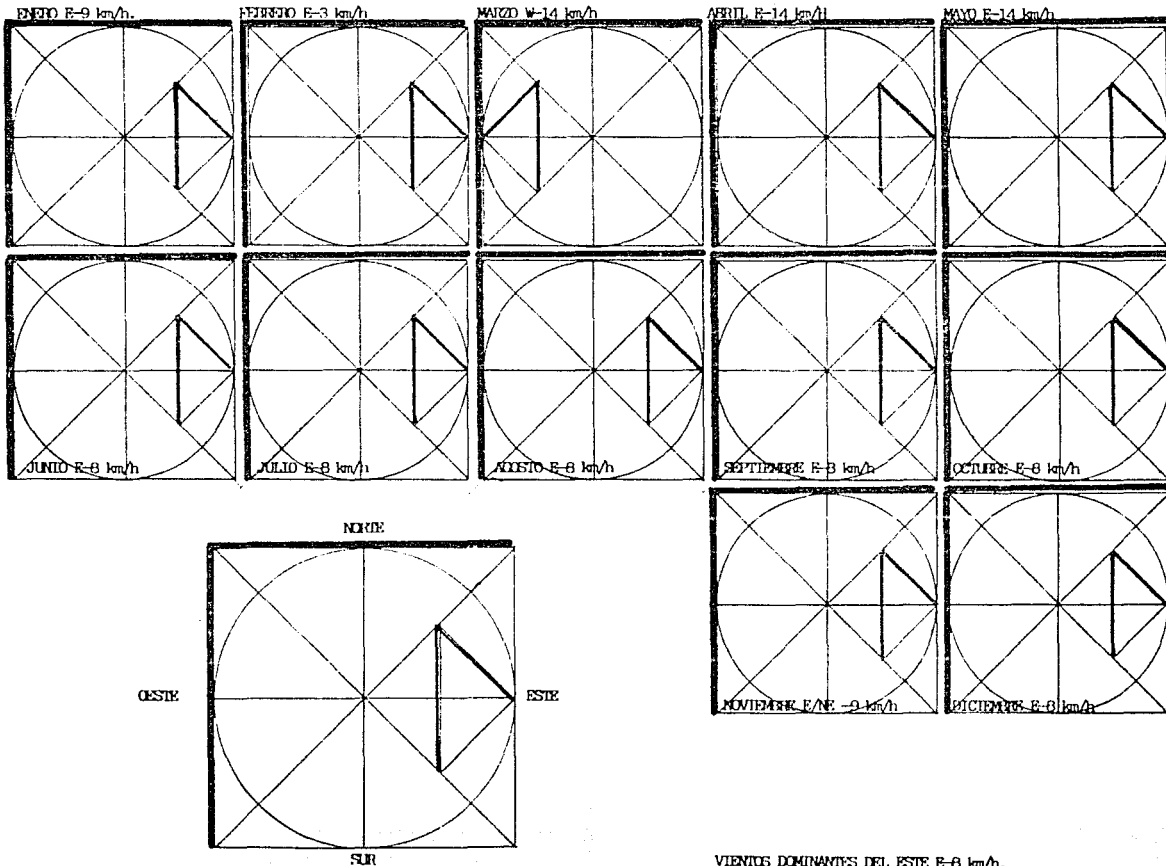 ENERO E-9 km/h.
FEBRERO E-3 km/h
MARZO W-14 km/h
ABRIL E-14 km/H
MAYO E-14 km/h
JUNIO E-8 km/h
JULIO E-8 km/h
AGOSTO E-8 km/h
SEPTIEMBRE E-8 km/h
OCTUBRE E-8 km/h
NOVIEMBRE E/NE -9 km/h
DICIEMBRE E-8 km/h
NORTE
OESTE
ESTE
SUR
VIENTOS DOMINANTES DEL ESTE E-8 km/h.